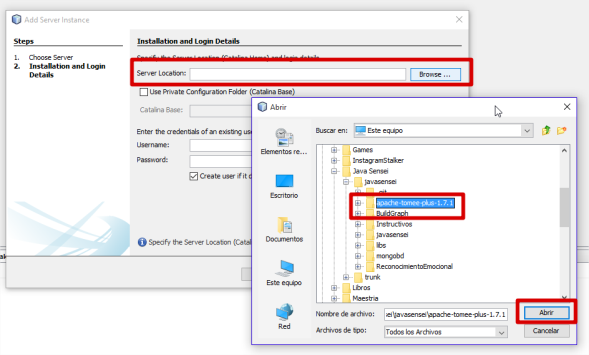 Add Server Instance
Steps
1. Choose Server
2. Installation and Login
Details
Installation and Login Details
Specify the Server Location (Catalina Home) and login details
Server Location:
Browse ...
Use Private Configuration Folder (Catalina Base)
Catalina Base:
Enter the credentials of an existing
Username:
Password:
Create user if it
Specify the Server Location
Abrir
Buscar en:
Este equipo
Elementos re...
Escritorio
Documentos
Este equipo
Red
Games
InstagramStalker
Java Sensei
javasensei
.git
apache-tomee-plus-1.7.1
BuildGraph
Instructivos
javasensei
libs
mongobd
ReconocimientoEmocional
trunk
Libros
Maestria
Nombre de archivo:
ei\javasensei\apache-tomee-plus-1.7.1
Abrir
Archivos de tipo:
Todos los Archivos
Cancelar